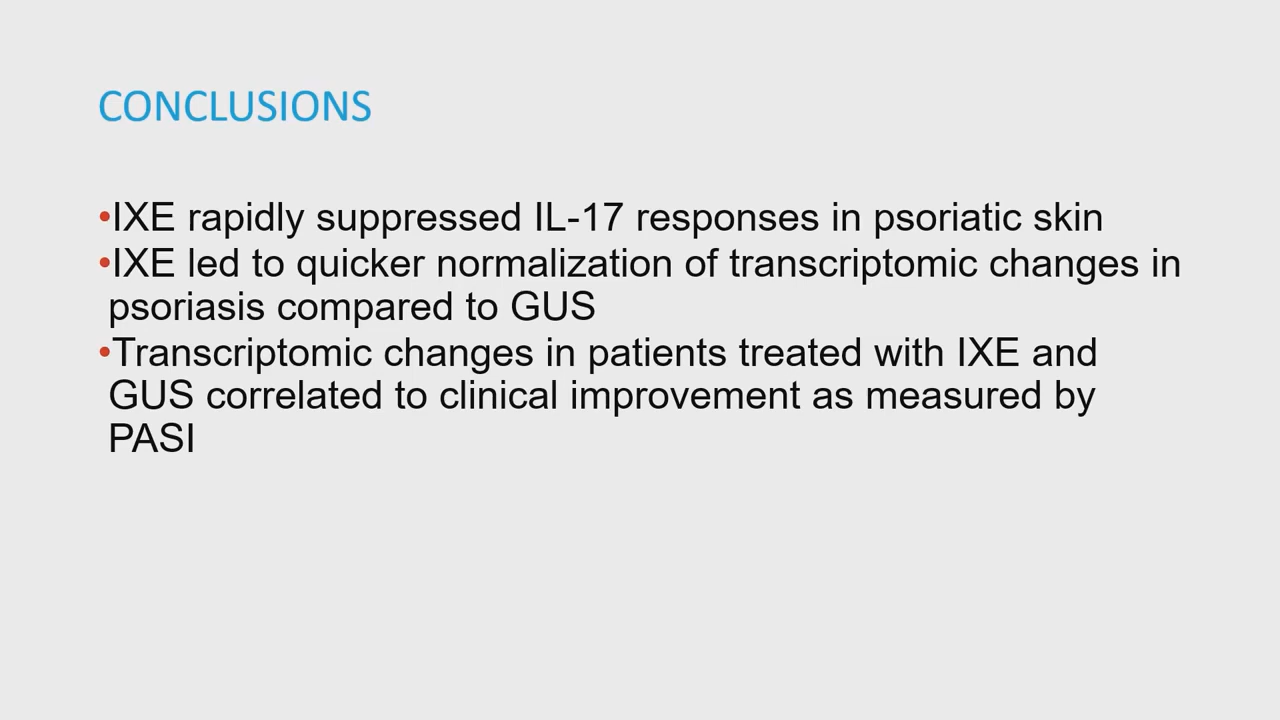 CONCLUSIONS
•IXE rapidly suppressed IL-17 responses in psoriatic skin
•IXE led to quicker normalization of transcriptomic changes in
psoriasis compared to GUS
•Transcriptomic changes in patients treated with IXE and
GUS correlated to clinical improvement as measured by
PASI